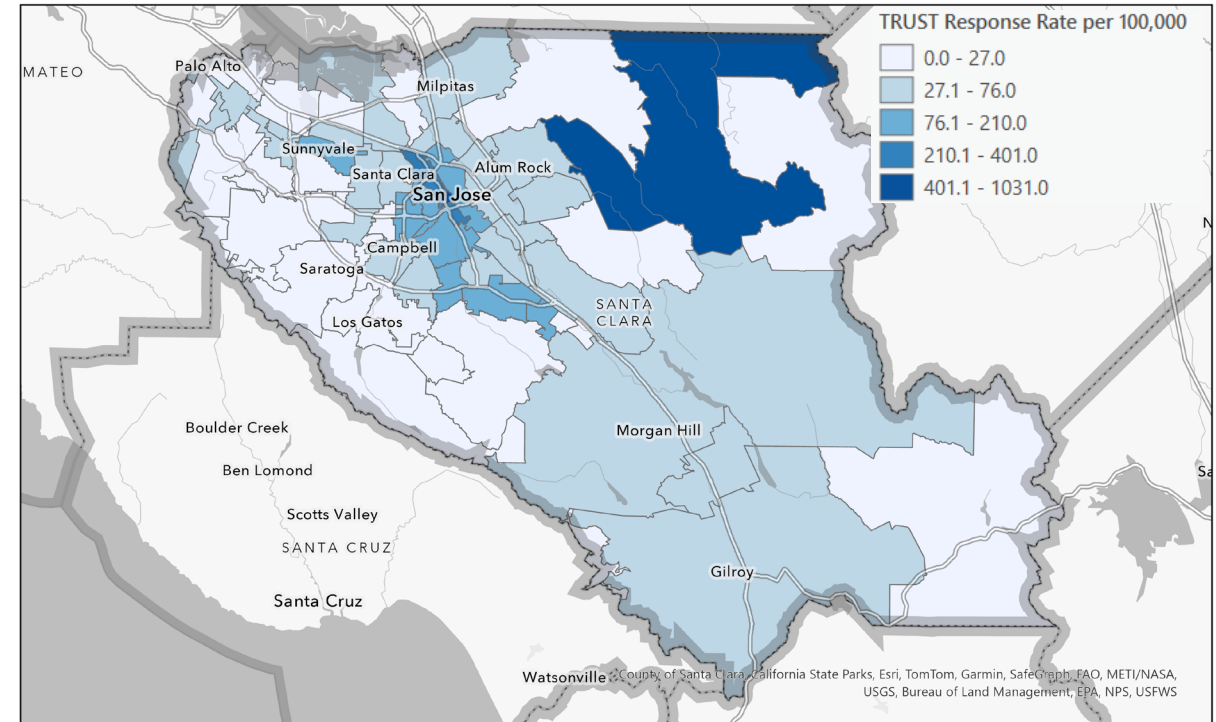 TRUST Response Rate per 100,000
0.0 - 27.0
27.1 - 76.0
76.1 - 210.0
210.1 - 401.0
401.1 - 1031.0
MATEO
Palo Alto
Milpitas
Sunnyvale
Santa Clara
Alum Rock
San Jose
Campbell
Saratoga
SANTA
CLARA
Los Gatos
Boulder Creek
Morgan Hill
Ben Lomond
Sa
Scotts Valley
SANTA CRUZ
Gilroy
Santa Cruz
Watsonville
County of Santa Clara, California State Parks, Esri, TomTom, Garmin, SafeGraph, FAO, METI/NASA,
USGS, Bureau of Land Management, EPA, NPS, USFWS
N